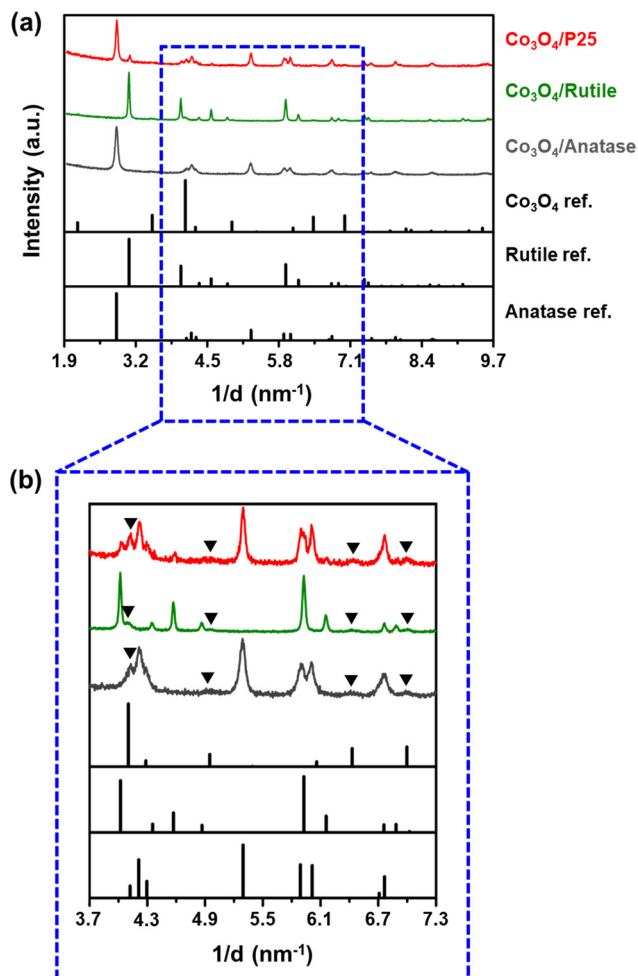 (a)
Co₃O₄/P25
Co₃O₄/Rutile
Co₃O₄/Anatase
Co₃O₄ ref.
Rutile ref.
Anatase ref.
Intensity (a.u.)
1.9 3.2 4.5 5.8 7.1 8.4 9.7
1/d (nm⁻¹)
(b)
3.7 4.3 4.9 5.5 6.1 6.7 7.3
1/d (nm⁻¹)